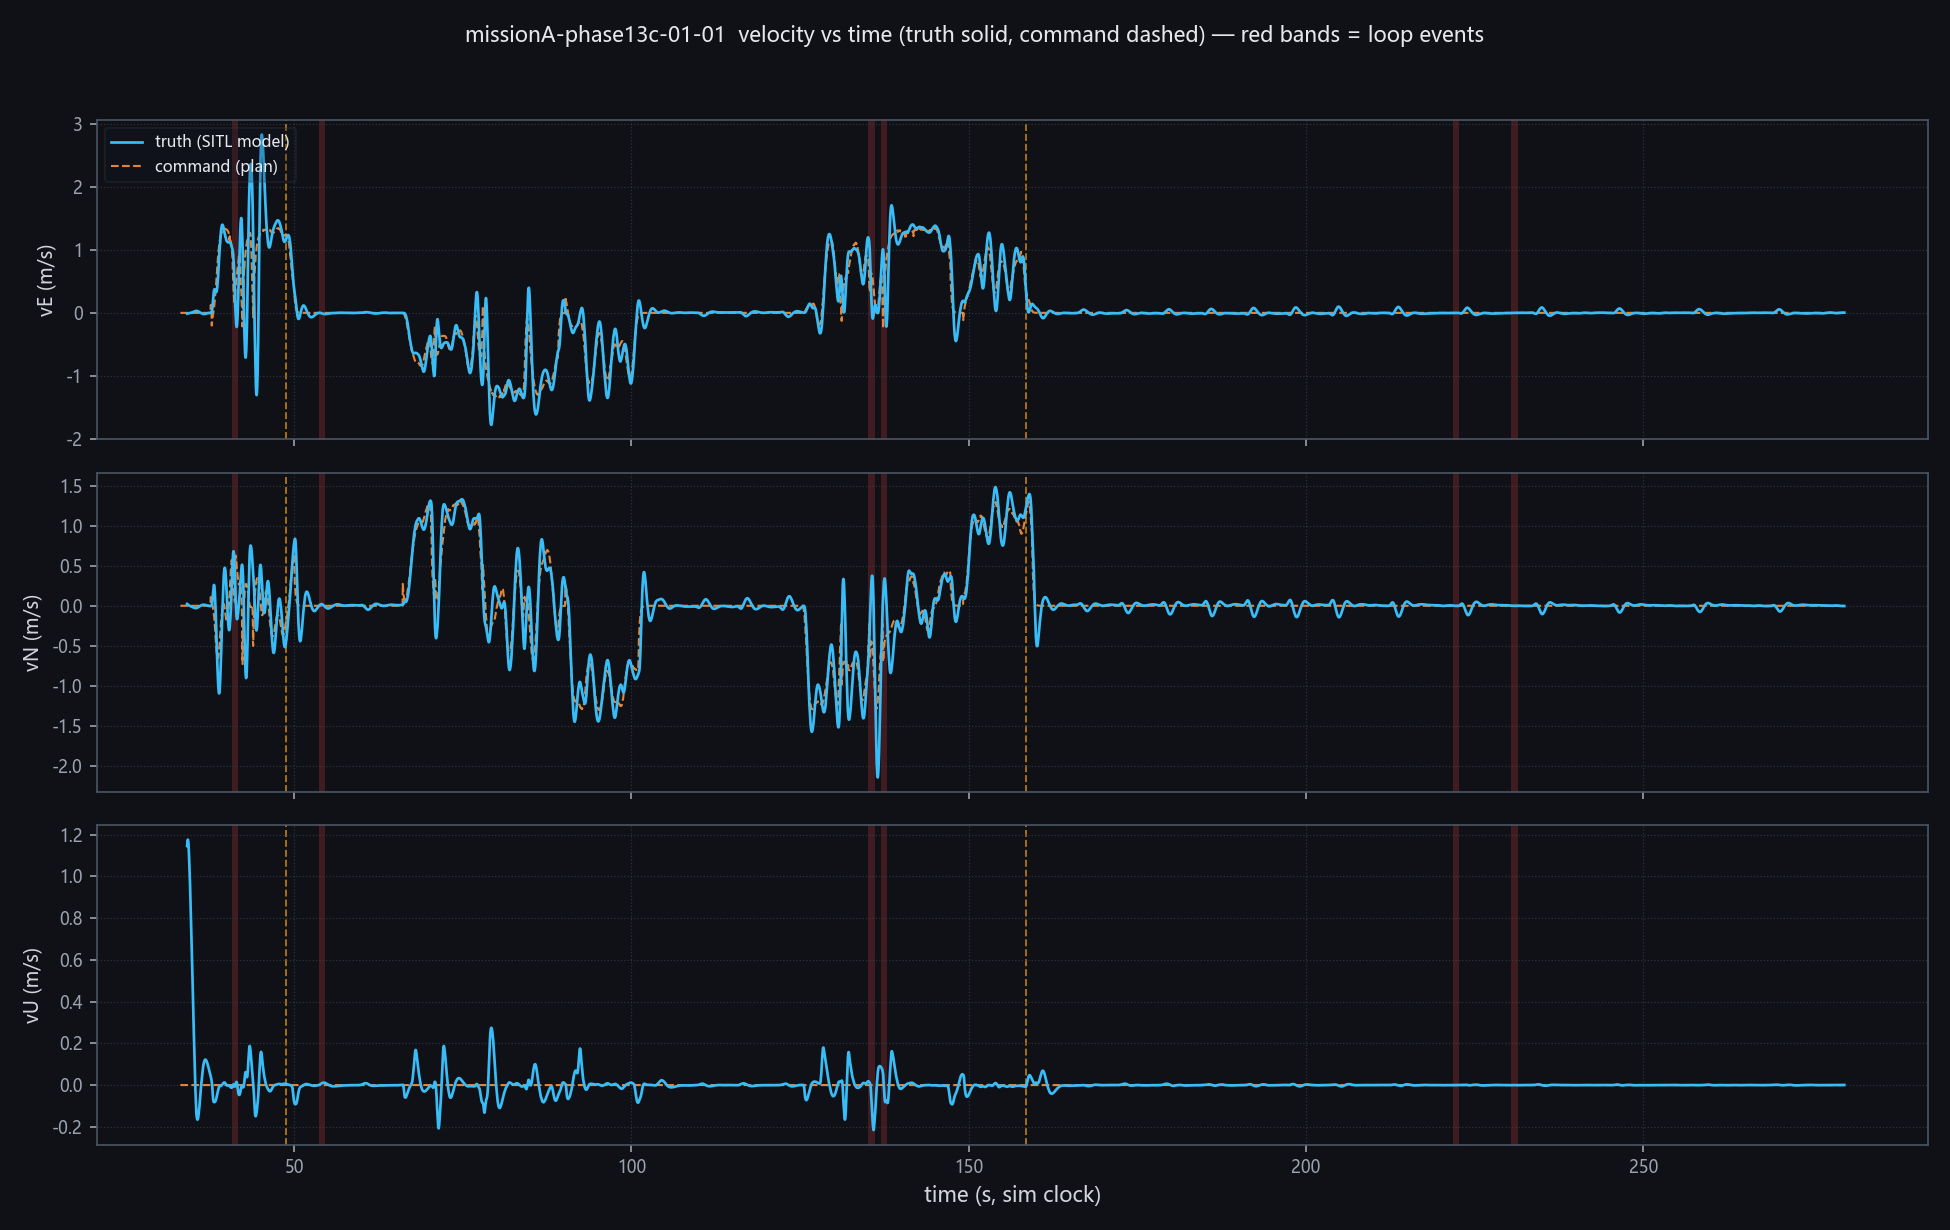 missionA-phase13c-01-01  velocity vs time (truth solid, command dashed) — red bands = loop events
3
2
1
0
-1
-2
vE (m/s)
truth (SITL model)
command (plan)
1.5
1.0
0.5
0.0
-0.5
-1.0
-1.5
-2.0
vN (m/s)
1.2
1.0
0.8
0.6
0.4
0.2
0.0
-0.2
vU (m/s)
50 100 150 200 250
time (s, sim clock)